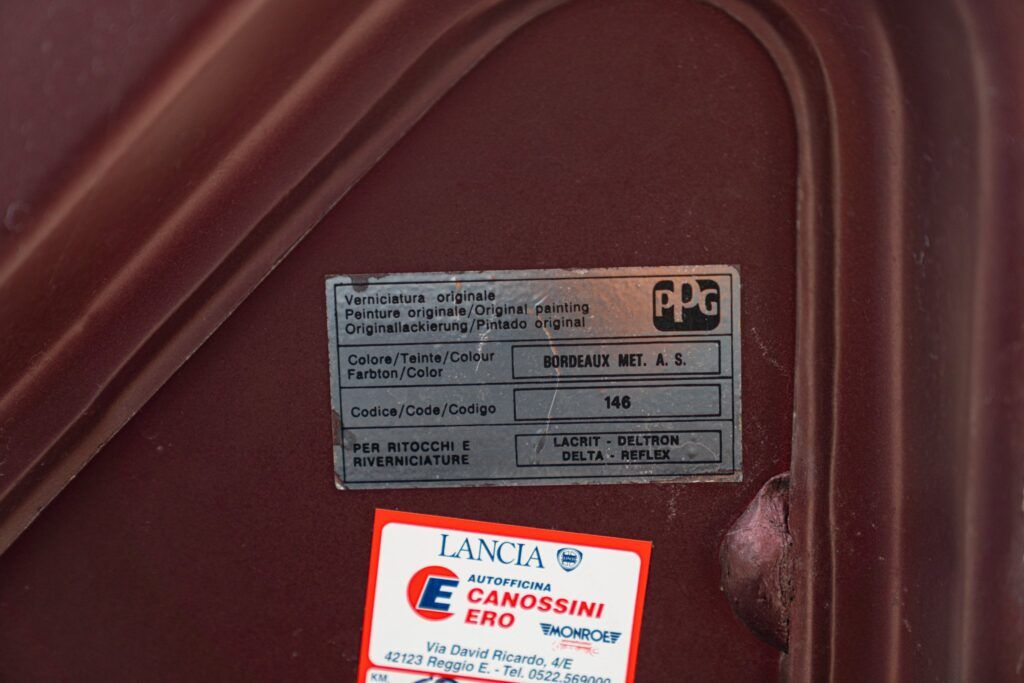 Verniciatura originale
Peinture originale/Original painting
Originallackierung/Pintado original
PPG
Colore/Teinte/Colour
Farbton/Color
BORDEAUX MET. A. S.
Codice/Code/Codigo
146
PER RITOCCHI E
RIVERNICIATURE
LACRIT - DELTRON
DELTA - REFLEX
LANCIA
E
AUTOFFICINA
CANOSSINI
ERO
MONROE
Via David Ricardo, 4/E
42123 Reggio E. - Tel. 0522.569000
KM.